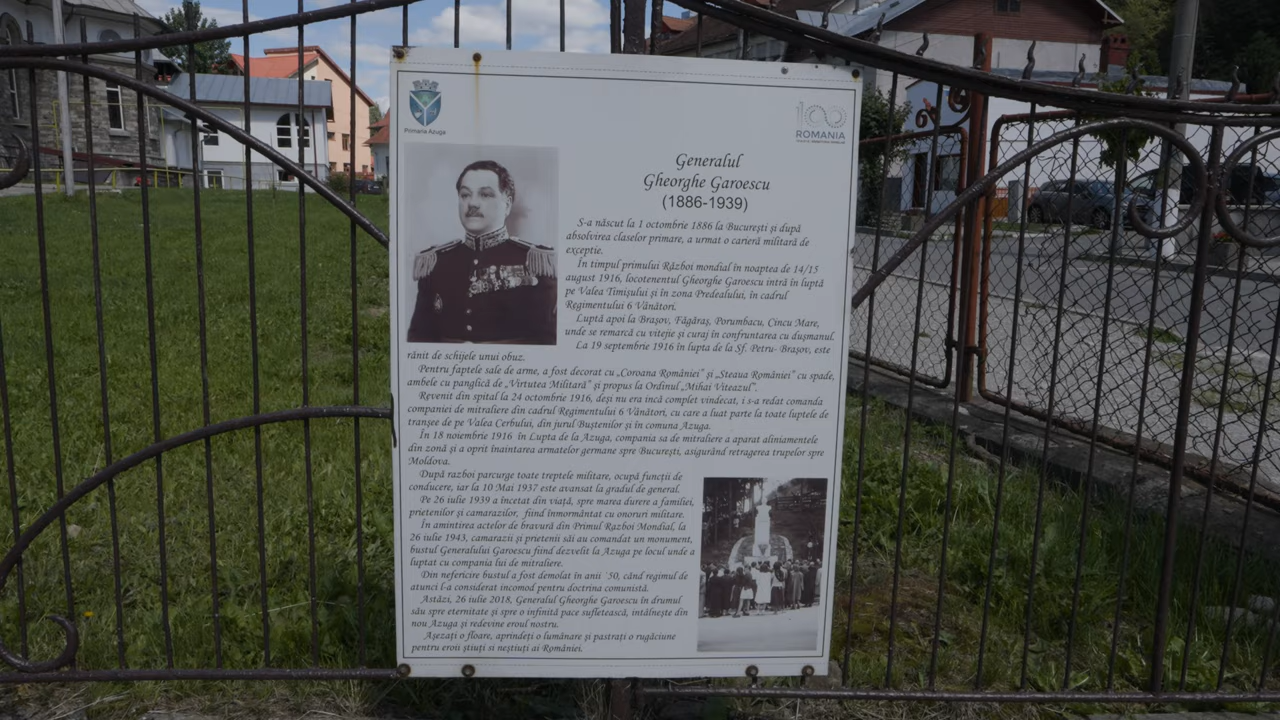 Primaria Azuga
100
ROMANIA
Generalul
Gheorghe Garoescu
(1886-1939)
S-a născut la 1 octombrie 1886 la București și după
absolvirea claselor primare, a urmat o carieră militară de
exceptie.
În timpul primului Război mondial în noaptea de 14/15
august 1916, locotenentul Gheorghe Garoescu intră în luptă
pe Valea Timișului și în zona Predealului, în cadrul
Regimentului 6 Vânători.
Luptă apoi la Brașov, Făgăraș, Porumbacu, Cincu Mare,
unde se remarcă cu vitejie și curaj în confruntarea cu dușmanul.
La 19 septembrie 1916 în lupta de la Sf. Petru- Brașov, este
rănit de schijele unui obuz.
Pentru faptele sale de arme, a fost decorat cu „Coroana României" și „Steaua României" cu spade,
ambele cu panglică de „Virtutea Militară" și propus la Ordinul „Mihai Viteazul".
Revenit din spital la 24 octombrie 1916, deși nu era încă complet vindecat, i s-a redat comanda
companiei de mitraliere din cadrul Regimentului 6 Vânători, cu care a luat parte la toate luptele de
tranșee de pe Valea Cerbului, din jurul Buștenilor și în comuna Azuga.
În 18 noiembrie 1916 în Lupta de la Azuga, compania sa de mitraliere a aparat aliniamentele
din zonă și a oprit înaintarea armatelor germane spre București, asigurând retragerea trupelor spre
Moldova.
După razboi parcurge toate treptele militare, ocupă funcții de
conducere, iar la 10 Mai 1937 este avansat la gradul de general.
Pe 26 iulie 1939 a încetat din viață, spre marea durere a familiei,
prietenilor și camarazilor, fiind înmormântat cu onoruri militare.
În amintirea actelor de bravură din Primul Razboi Mondial, la
26 iulie 1943, camarazii și prietenii săi au comandat un monument,
bustul Generalului Garoescu fiind dezvelit la Azuga pe locul unde a
luptat cu compania lui de mitraliere.
Din nefericire bustul a fost demolat în anii '50, când regimul de
atunci l-a considerat incomod pentru doctrina comunistă.
Astăzi, 26 iulie 2018, Generalul Gheorghe Garoescu în drumul
său spre eternitate și spre o infinită pace sufletească, intâlnește din
nou Azuga și redevine eroul nostru.
Așezați o floare, aprindeți o lumânare și pastrați o rugăciune
pentru eroii știuți si neștiuți ai României.